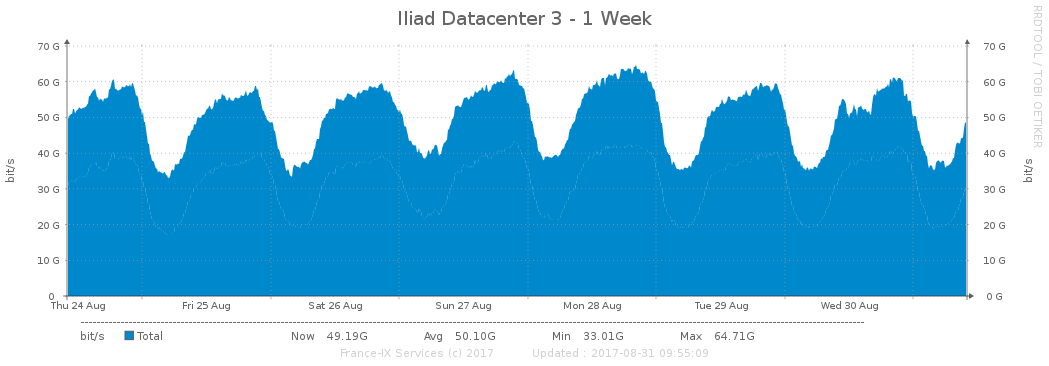 Iliad Datacenter 3 - 1 Week
RRDTOOL / TOBI OETIKER
70 G 70 G
60 G 60 G
50 G 50 G
40 G 40 G
30 G 30 G
20 G 20 G
10 G 10 G
0 0 G
bit/s bit/s
Thu 24 Aug Fri 25 Aug Sat 26 Aug Sun 27 Aug Mon 28 Aug Tue 29 Aug Wed 30 Aug
bit/s Total Now 49.19G Avg 50.10G Min 33.01G Max 64.71G
France-IX Services (c) 2017 Updated : 2017-08-31 09:55:09